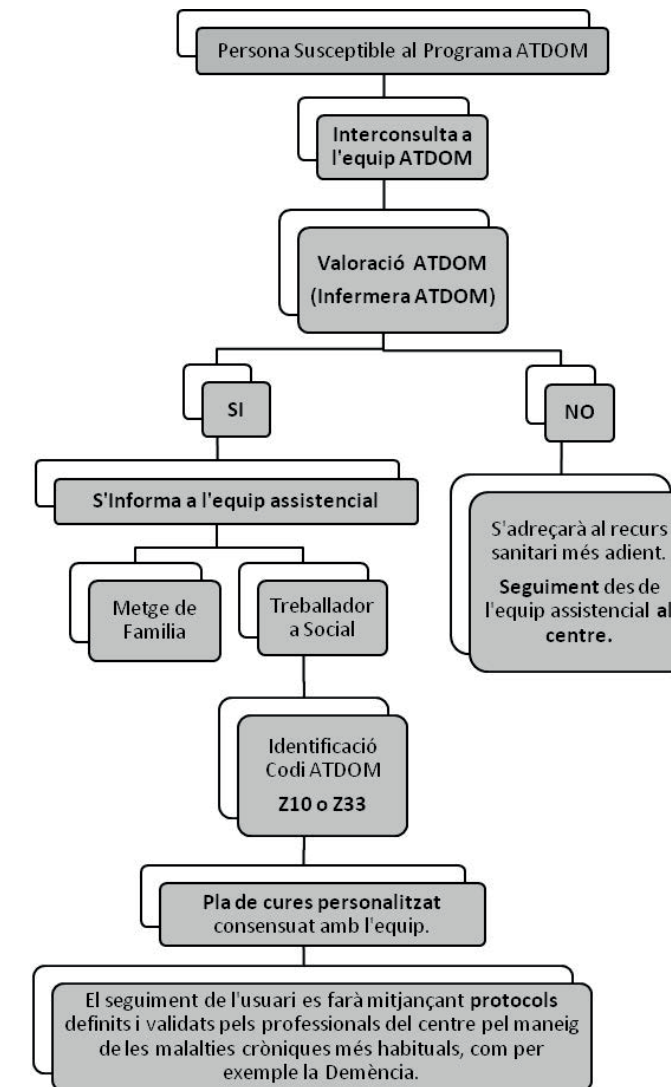 Persona Susceptible al Programa ATDOM
Interconsulta a
l'equip ATDOM
Valoració ATDOM
(Infermera ATDOM)
SI
NO
S'Informa a l'equip assistencial
S'adreçarà al recurs
sanitari més adient.
Seguiment des de
l'equip assistencial al
centre.
Metge de
Familia
Treballador
a Social
Identificació
Codi ATDOM
Z10 o Z33
Pla de cures personalitzat
consensuat amb l'equip.
El seguiment de l'usuari es farà mitjançant protocols
definits i validats pels professionals del centre pel maneig
de les malalties cròniques més habituals, com per
exemple la Demència.